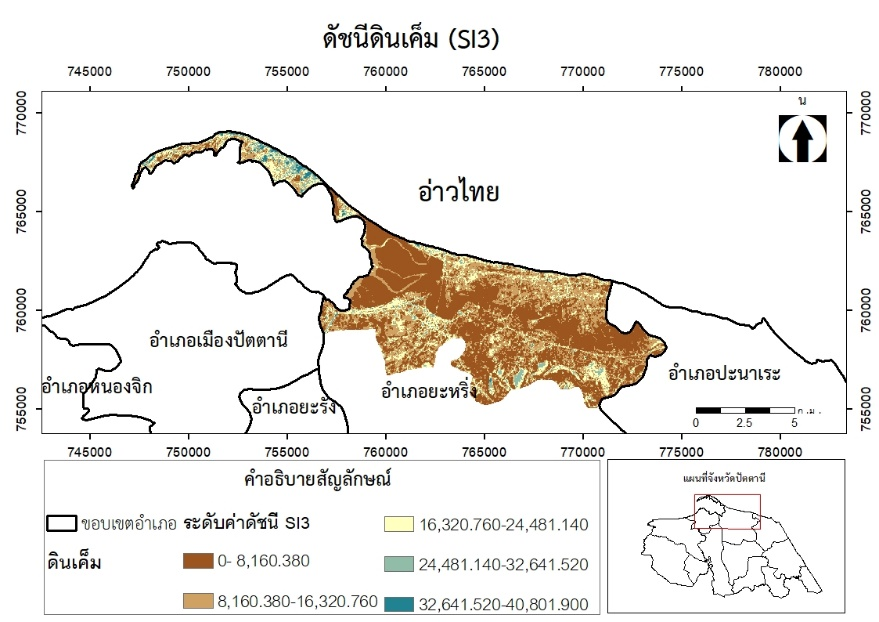 ดัชนีดินเค็ม (SI3)
745000 750000 755000 760000 765000 770000 775000 780000
770000 770000
น
อ่าวไทย
765000 765000
760000 760000
อำเภอเมืองปัตตานี
อำเภอหนองจิก อำเภอยะรัง อำเภอยะหริ่ง อำเภอปะนาเระ
755000 755000
ก.ม.
0 2.5 5
745000 750000 755000 760000 765000 770000 775000 780000
คำอธิบายสัญลักษณ์
ขอบเขตอำเภอ ระดับค่าดัชนี SI3
ดินเค็ม
0- 8,160.380
8,160.380-16,320.760
16,320.760-24,481.140
24,481.140-32,641.520
32,641.520-40,801.900
แผนที่จังหวัดปัตตานี